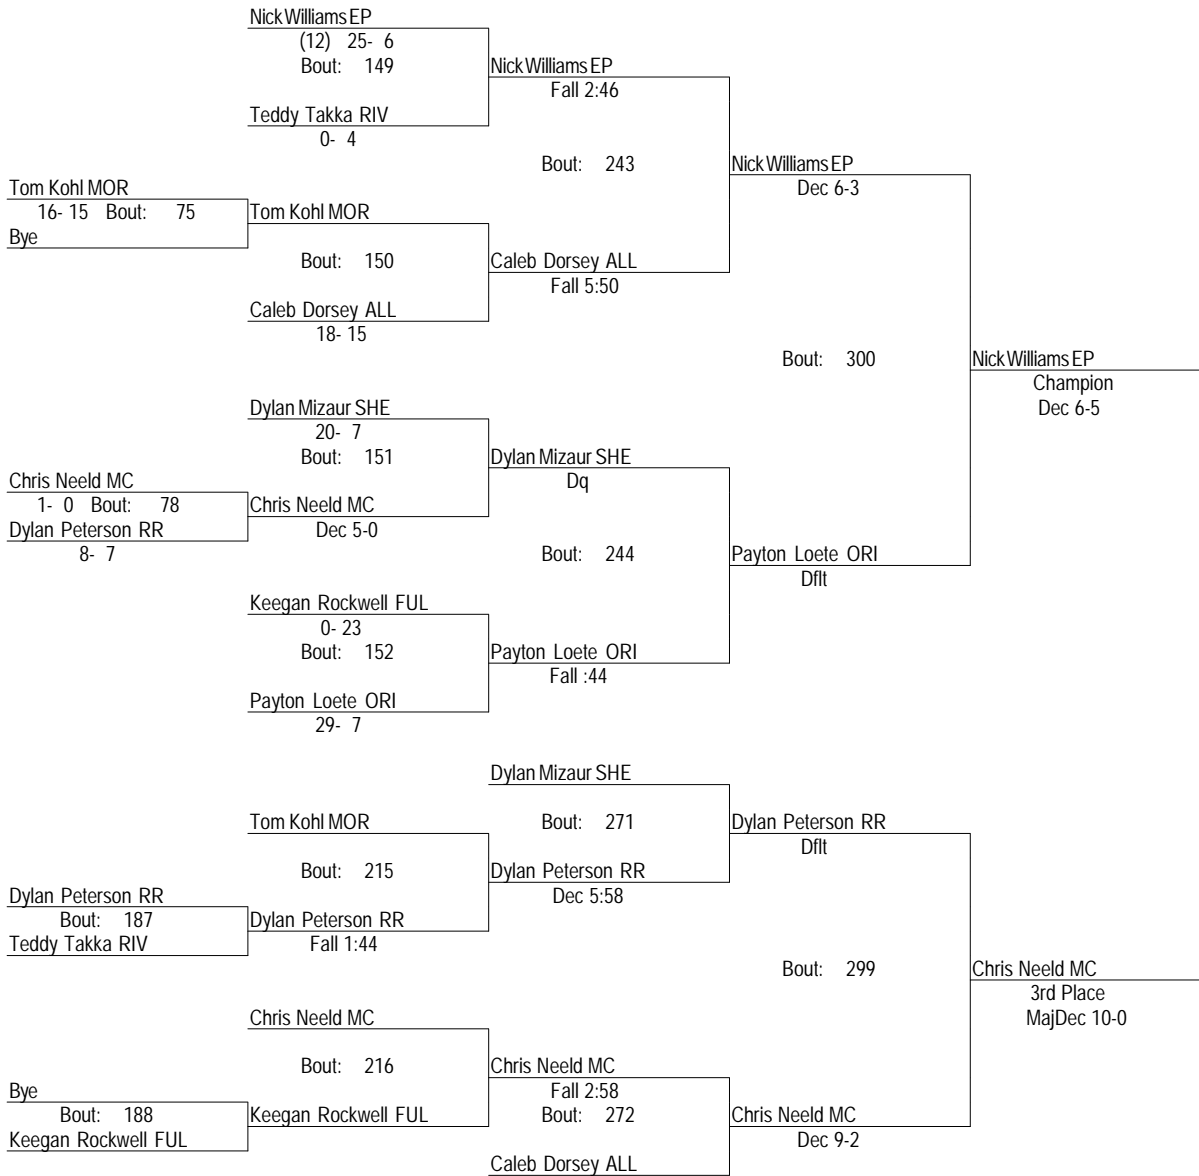 Nick Williams EP
(12) 25- 6
Bout: 149
Nick Williams EP
Fall 2:46
Teddy Takka RIV
0- 4
Bout: 243
Nick Williams EP
Dec 6-3
Tom Kohl MOR
16- 15 Bout: 75
Tom Kohl MOR
Bye
Bout: 150
Caleb Dorsey ALL
Fall 5:50
Caleb Dorsey ALL
18- 15
Bout: 300
Nick Williams EP
Champion
Dec 6-5
Dylan Mizaur SHE
20- 7
Bout: 151
Dylan Mizaur SHE
Dq
Chris Neeld MC
1- 0 Bout: 78
Chris Neeld MC
Dec 5-0
Dylan Peterson RR
8- 7
Bout: 244
Payton Loete ORI
Dflt
Keegan Rockwell FUL
0- 23
Bout: 152
Payton Loete ORI
Fall :44
Payton Loete ORI
29- 7
Dylan Mizaur SHE
Tom Kohl MOR
Bout: 271
Dylan Peterson RR
Dflt
Bout: 215
Dylan Peterson RR
Dec 5:58
Dylan Peterson RR
Bout: 187
Dylan Peterson RR
Fall 1:44
Teddy Takka RIV
Bout: 299
Chris Neeld MC
3rd Place
MajDec 10-0
Chris Neeld MC
Bout: 216
Chris Neeld MC
Fall 2:58
Bye
Bout: 188
Keegan Rockwell FUL
Bout: 272
Chris Neeld MC
Dec 9-2
Keegan Rockwell FUL
Caleb Dorsey ALL